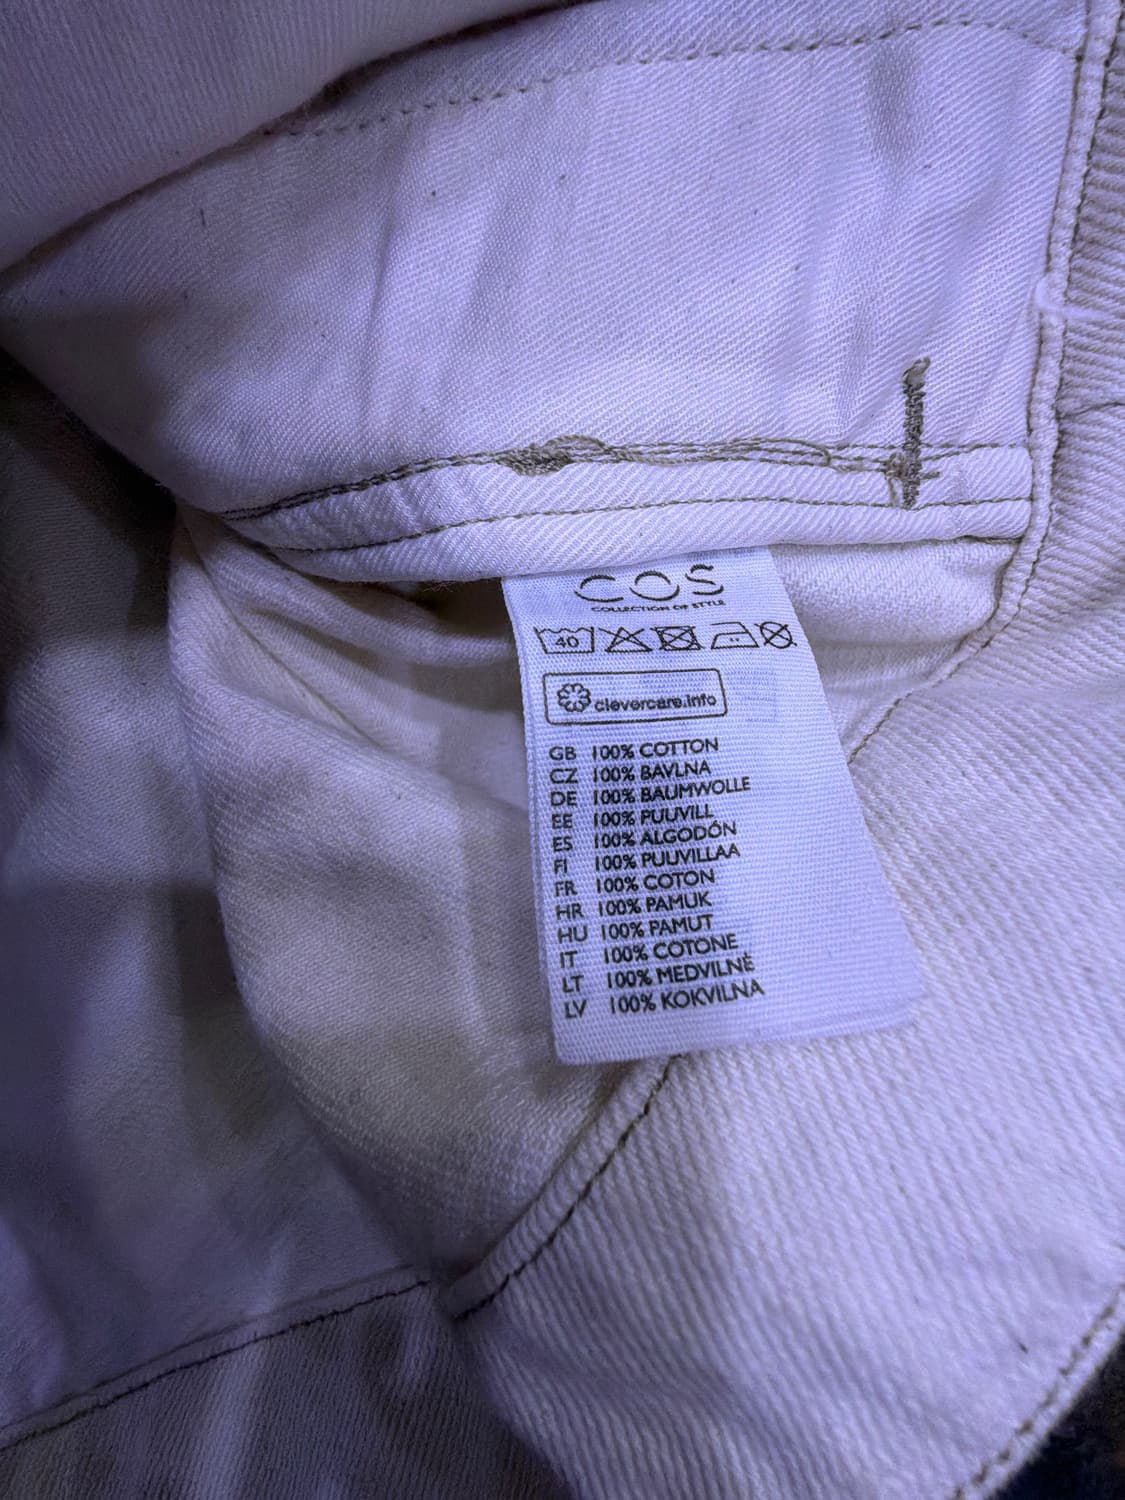 COS
COLLECTION OF STYLE
40
clevercare.info
GB 100% COTTON
CZ 100% BAVLNA
DE 100% BAUMWOLLE
EE 100% PUUVILL
ES 100% ALGODÓN
FI 100% PUUVILLAA
FR 100% COTON
HR 100% PAMUK
HU 100% PAMUT
IT 100% COTONE
LT 100% MEDVILNĖ
LV 100% KOKVILNA